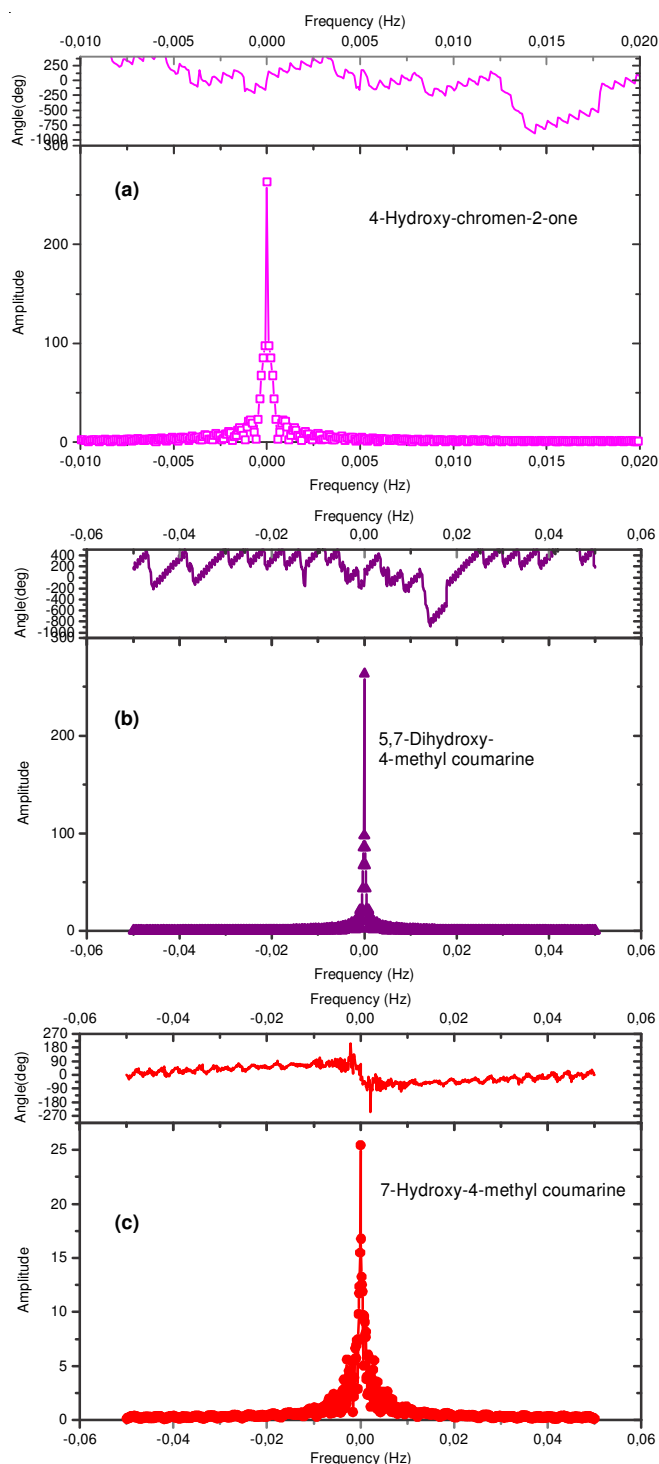 Frequency (Hz)
-0,010 -0,005 0,000 0,005 0,010 0,015 0,020
Angle(deg)
250
0
-250
-500
-750
-1000
300
(a)
4-Hydroxy-chromen-2-one
Amplitude
200
100
0
-0,010 -0,005 0,000 0,005 0,010 0,015 0,020
Frequency (Hz)
Frequency (Hz)
-0,06 -0,04 -0,02 0,00 0,02 0,04 0,06
Angle(deg)
400
200
0
-200
-400
-600
-800
-1000
300
(b)
5,7-Dihydroxy-
4-methyl coumarine
Amplitude
200
100
0
-0,06 -0,04 -0,02 0,00 0,02 0,04 0,06
Frequency (Hz)
Frequency (Hz)
-0,06 -0,04 -0,02 0,00 0,02 0,04 0,06
Angle(deg)
270
180
90
0
-90
-180
-270
25
7-Hydroxy-4-methyl coumarine
(c)
Amplitude
20
15
10
5
0
-0,06 -0,04 -0,02 0,00 0,02 0,04 0,06
Frequency (Hz)